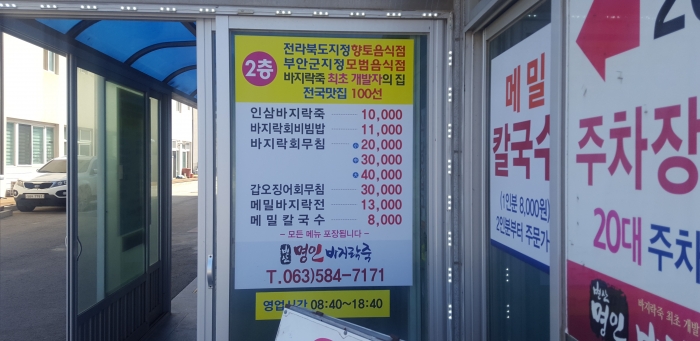 2층
전라북도지정향토음식점
부안군지정모범음식점
바지락죽 최초 개발자의 집
전국맛집 100선
인삼바지락죽 10,000
바지락회비빔밥 11,000
바지락회무침 소 20,000
중 30,000
대 40,000
갑오징어회무침 30,000
메밀바지락전 13,000
메밀칼국수 8,000
- 모든 메뉴 포장됩니다 -
변산 명인 바지락죽
T.063)584-7171
영업시간 08:40~18:40
메밀
칼국수
(1인분 8,000원)
2인분부터 주문가
주차장
20대 주차
변산
명인
바지락죽 최초 개발